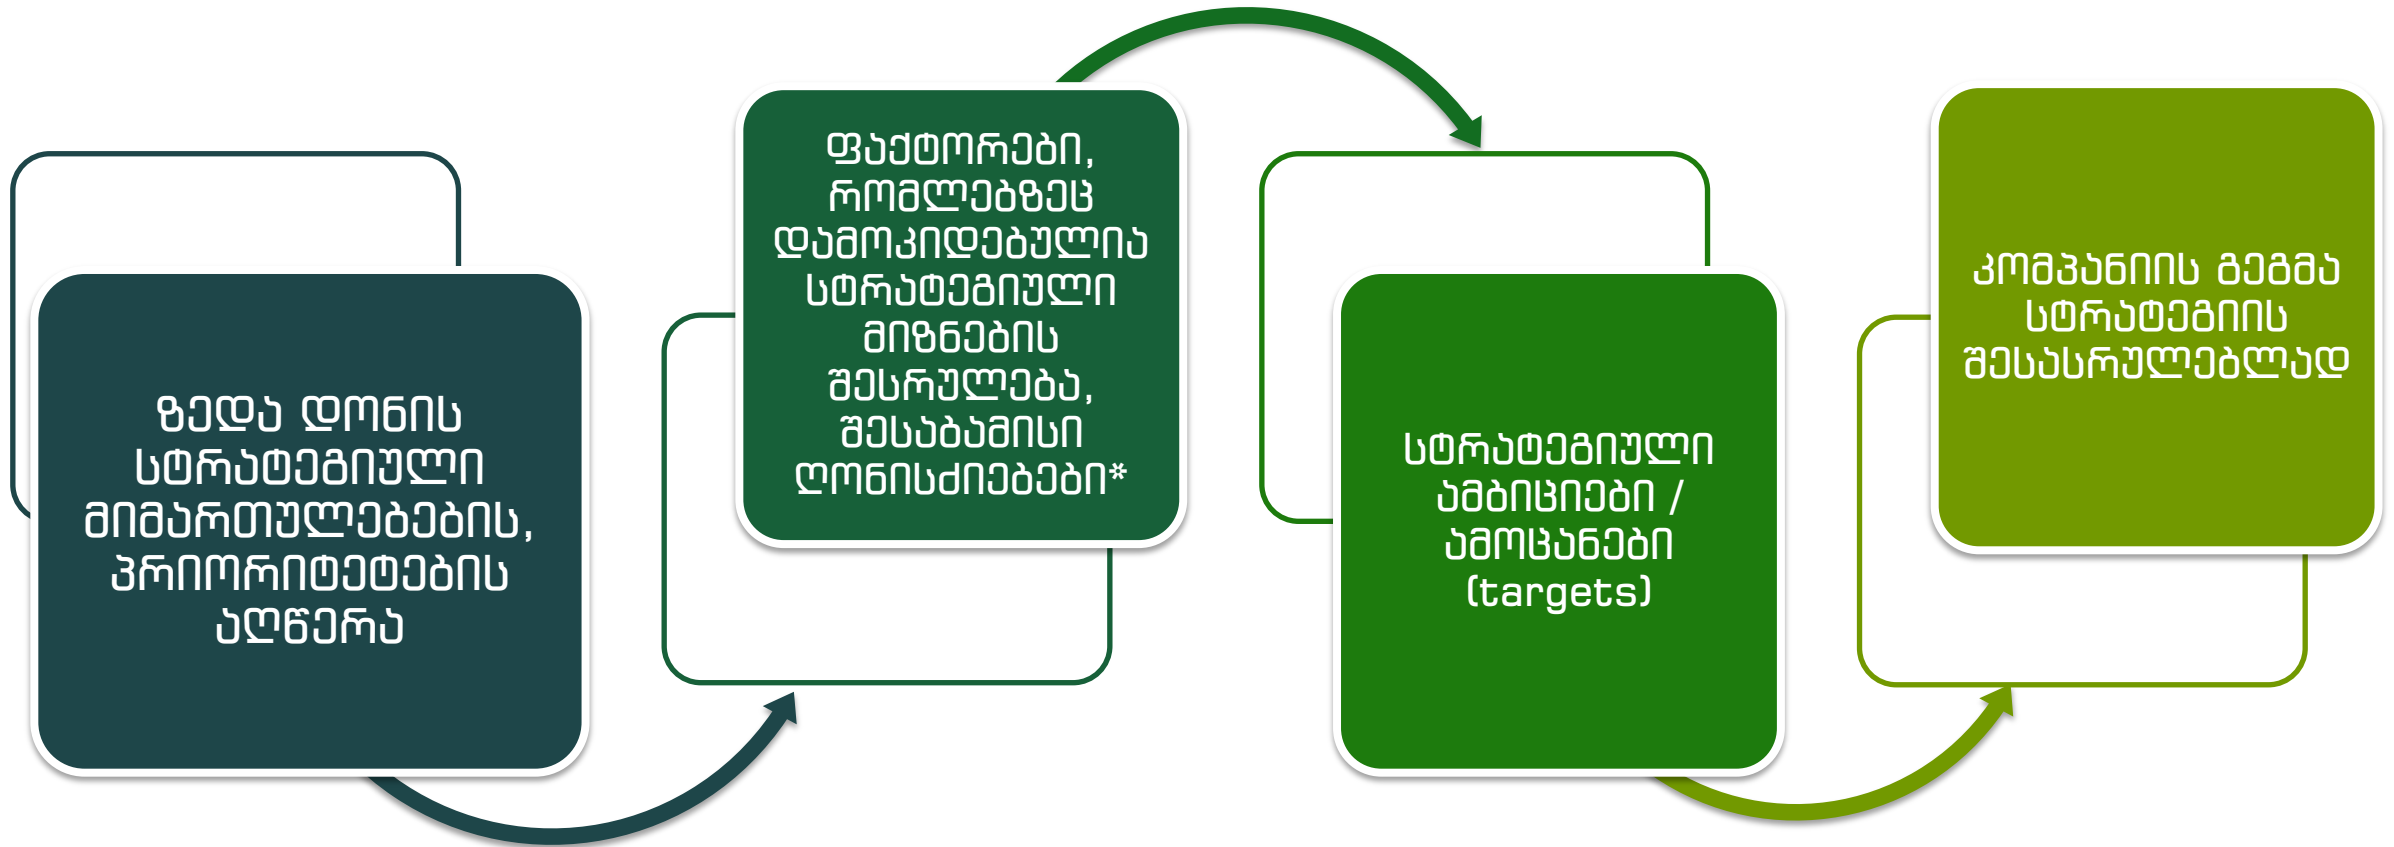 ზედა დონის
სტრატეგიული
მიმართულებების,
პრიორიტეტების
აღწერა
ფაქტორები,
რომლებზეც
დამოკიდებულია
სტრატეგიული
მიზნების
შესრულება,
შესაბამისი
ღონისძიებები*
სტრატეგიული
ამბიციები /
ამოცანები
(targets)
კომპანიის გეგმა
სტრატეგიის
შესასრულებლად